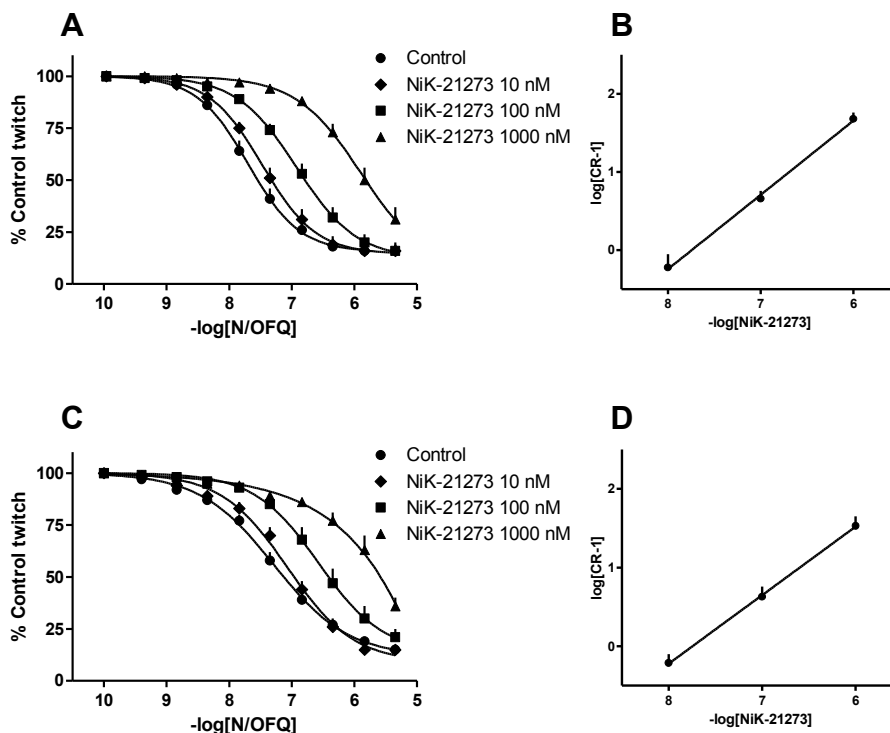 A
Control
NiK-21273 10 nM
NiK-21273 100 nM
NiK-21273 1000 nM
% Control twitch
100
75
50
25
0
10 9 8 7 6 5
-log[N/OFQ]
B
log[CR-1]
2
1
0
8 7 6
-log[NiK-21273]
C
Control
NiK-21273 10 nM
NiK-21273 100 nM
NiK-21273 1000 nM
% Control twitch
100
75
50
25
0
10 9 8 7 6 5
-log[N/OFQ]
D
log[CR-1]
2
1
0
8 7 6
-log[NiK-21273]